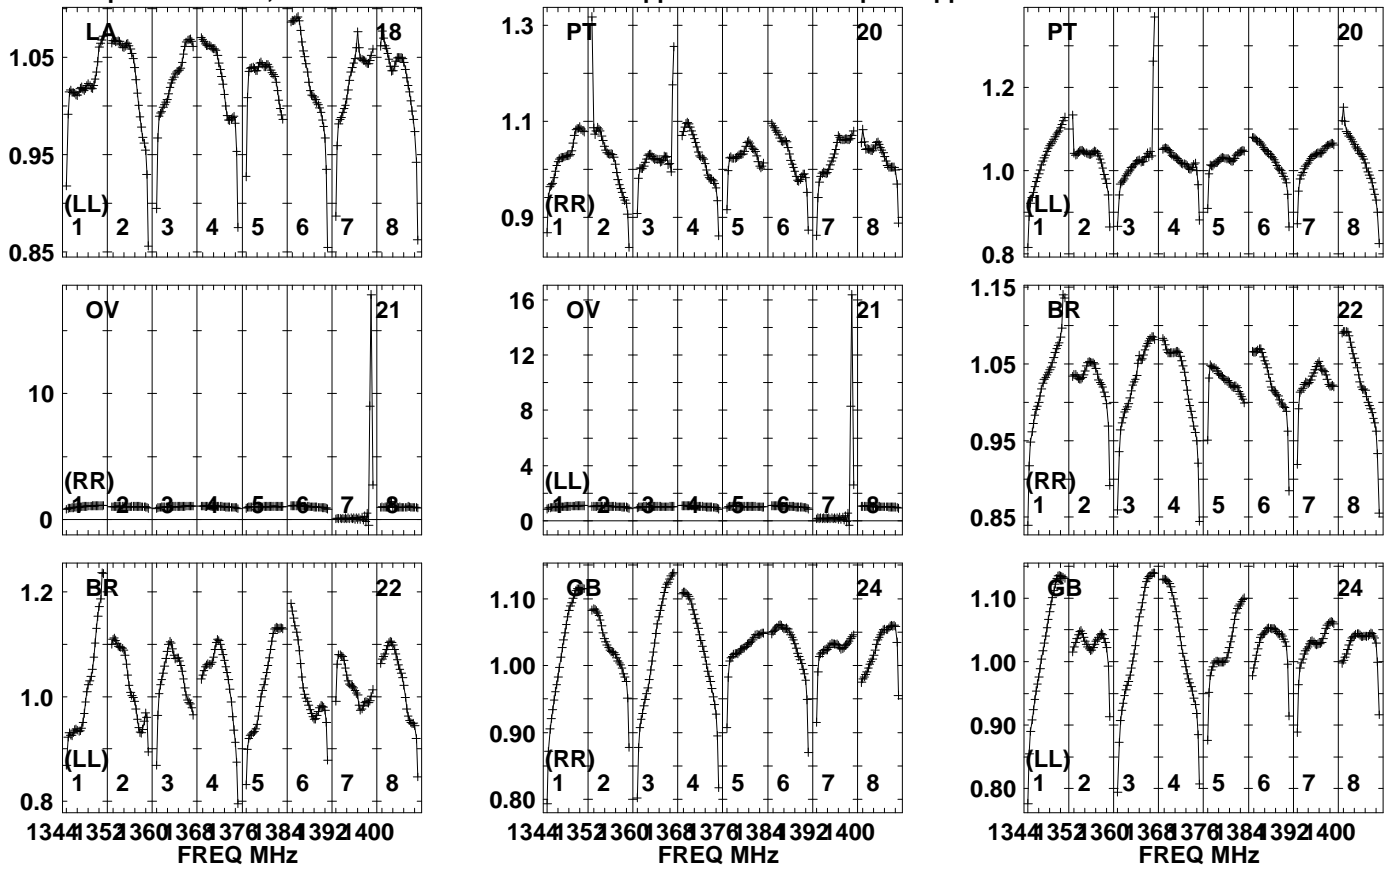 LA 18
1.05
0.95
0.85
(LL)
1 2 3 4 5 6 7 8
PT 20
1.3
1.1
0.9
(RR)
1 2 3 4 5 6 7 8
PT 20
1.2
1.0
0.8
(LL)
1 2 3 4 5 6 7 8
OV 21
10
0
(RR)
1 2 3 4 5 6 7 8
OV 21
16
12
8
4
0
(LL)
1 2 3 4 5 6 7 8
BR 22
1.15
1.05
0.95
0.85
(RR)
1 2 3 4 5 6 7 8
BR 22
1.2
1.0
0.8
(LL)
1 2 3 4 5 6 7 8
1344 1352 1360 1368 1376 1384 1392 1400
FREQ MHz
GB 24
1.10
1.00
0.90
0.80
(RR)
1 2 3 4 5 6 7 8
1344 1352 1360 1368 1376 1384 1392 1400
FREQ MHz
GB 24
1.10
1.00
0.90
0.80
(LL)
1 2 3 4 5 6 7 8
1344 1352 1360 1368 1376 1384 1392 1400
FREQ MHz